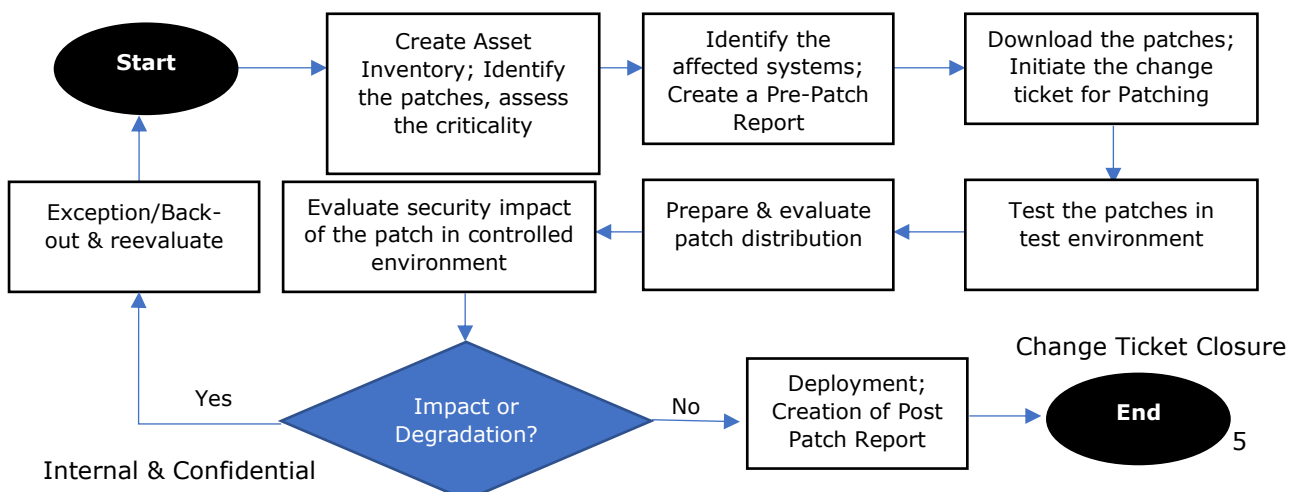 Start
Create Asset
Inventory; Identify
the patches, assess
the criticality
Identify the
affected systems;
Create a Pre-Patch
Report
Download the patches;
Initiate the change
ticket for Patching
Test the patches in
test environment
Prepare & evaluate
patch distribution
Evaluate security impact
of the patch in controlled
environment
Exception/Back-
out & reevaluate
Impact or
Degradation?
Yes
No
Deployment;
Creation of Post
Patch Report
Change Ticket Closure
End
5
Internal & Confidential